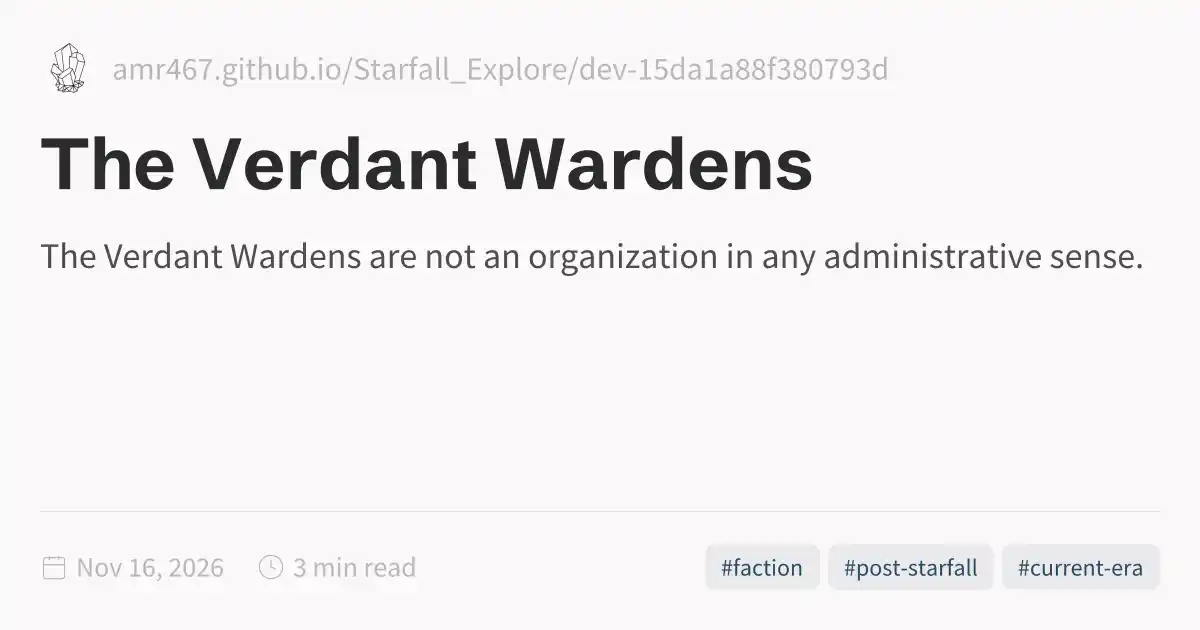 amr467.github.io/Starfall_Explore/dev-15da1a88f380793d
The Verdant Wardens
The Verdant Wardens are not an organization in any administrative sense.
Nov 16, 2026 3 min read #faction #post-starfall #current-era